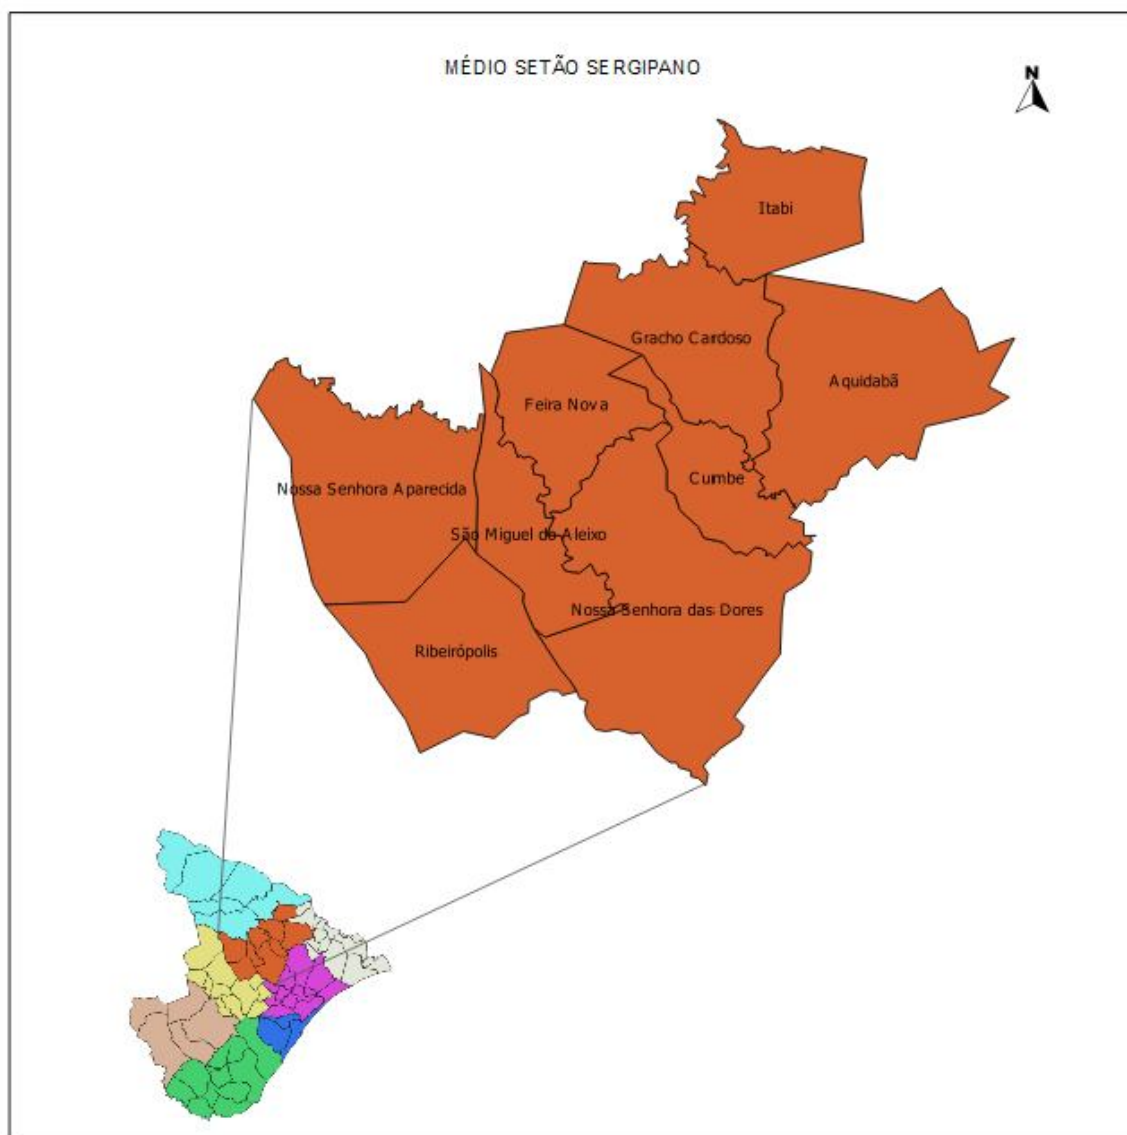 MÉDIO SETÃO SERGIPANO
N
Itabi
Gracho Cardoso
Aquidabã
Feira Nova
Cumbe
Nossa Senhora Aparecida
São Miguel do Aleixo
Nossa Senhora das Dores
Ribeirópolis